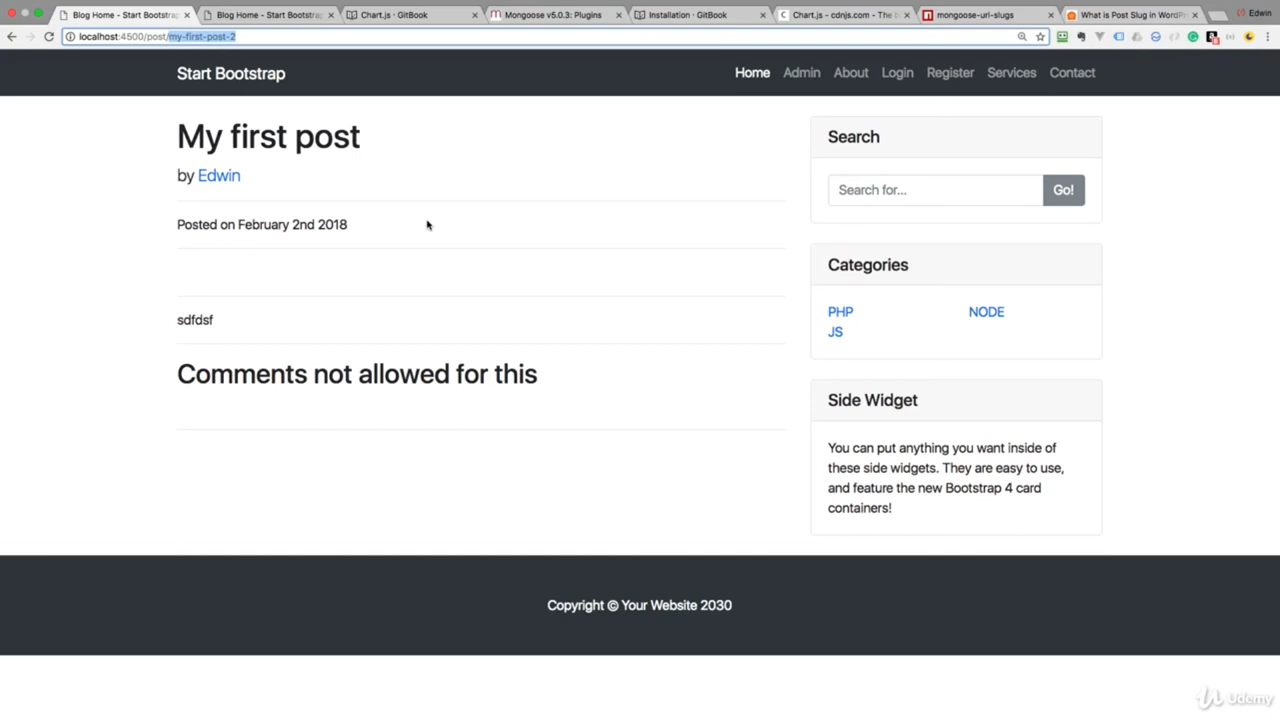 Blog Home - Start Bootstrap
Blog Home - Start Bootstrap
Chart.js · GitBook
Mongoose v5.0.3: Plugins
Installation · GitBook
Chart.js - cdnjs.com - The b
mongoose-url-slugs
What is Post Slug in WordPr
Edwin
localhost:4500/post/my-first-post-2
Start Bootstrap
Home Admin About Login Register Services Contact
My first post
by Edwin
Posted on February 2nd 2018
sdfdsf
Comments not allowed for this
Search
Search for...
Go!
Categories
PHP NODE
JS
Side Widget
You can put anything you want inside of
these side widgets. They are easy to use,
and feature the new Bootstrap 4 card
containers!
Copyright © Your Website 2030
Udemy